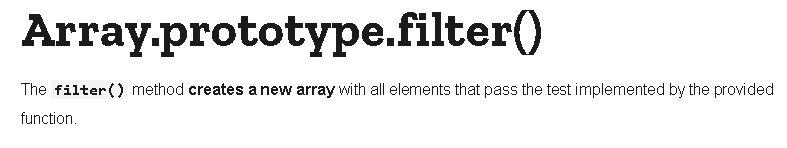 Array.prototype.filter()
The filter() method creates a new array with all elements that pass the test implemented by the provided
function.